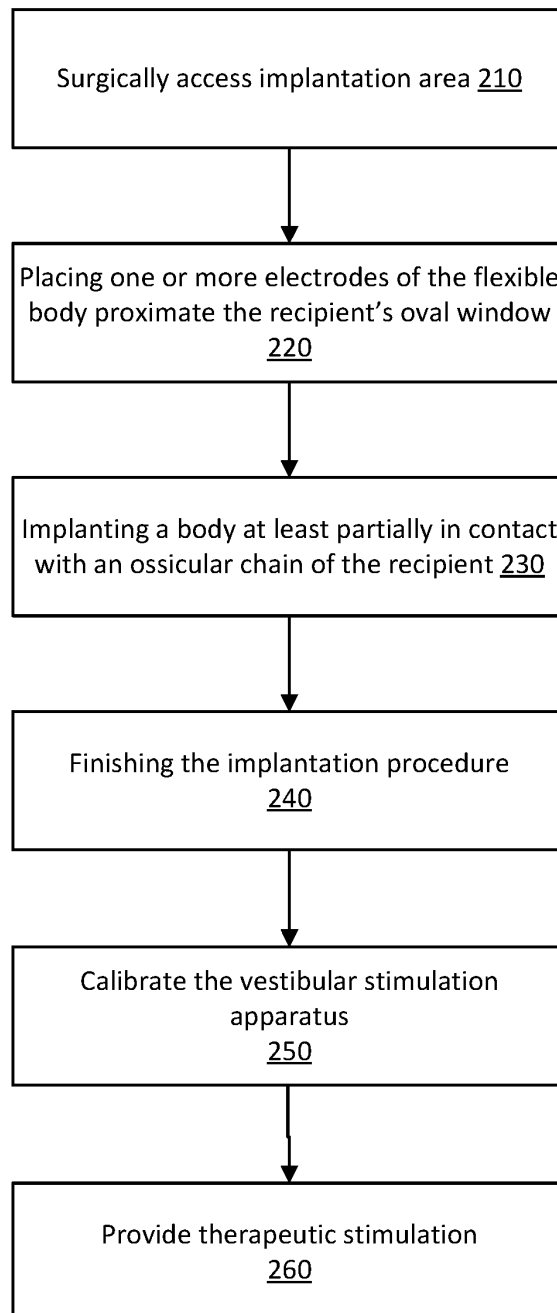 Surgically access implantation area 210
Placing one or more electrodes of the flexible
body proximate the recipient’s oval window
220
Implanting a body at least partially in contact
with an ossicular chain of the recipient 230
Finishing the implantation procedure
240
Calibrate the vestibular stimulation
apparatus
250
Provide therapeutic stimulation
260